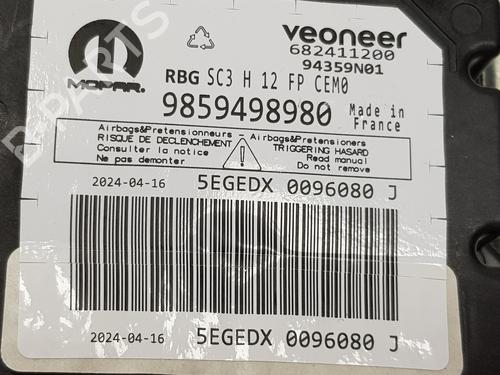 MOPAR
veoneer
682411200
94359N01
RBG SC3 H 12 FP CEM0
9859498980
Made in
France
Airbags&Pretensionneurs - Airbags&Pretensioners
RISQUE DE DECLENCHEMENT
Consulter la notice
Ne pas demonter
TRIGGERING HASARD
Read manual
Do not remove
2024-04-16 5EGEDX 0096080 J
2024-04-16 5EGEDX 0096080 J
B-PARTS